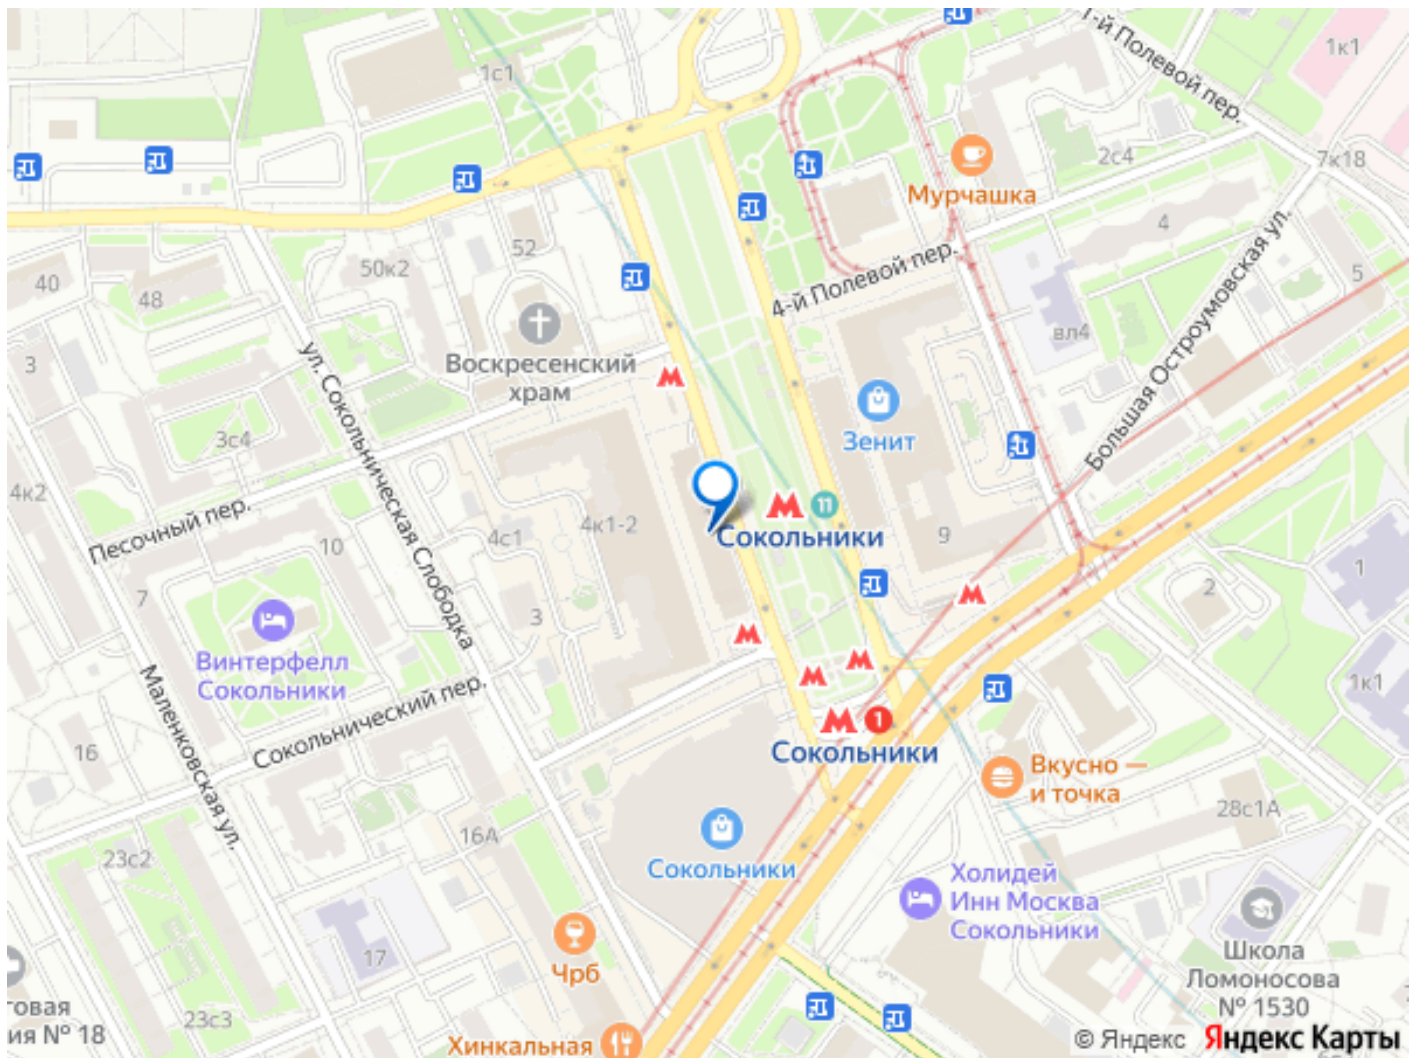 1-й Полевой пер.
1к1
1с1
Мурчашка
2с4
7к18
4
52
50к2
40
48
4-й Полевой пер.
Большая Остроумовская ул.
5
вл4
3
Воскресенский
храм
ул. Сокольническая Слободка
Зенит
3с4
4к2
Песочный пер.
10
4с1
4к1-2
11
Сокольники
9
7
3
2
1
Винтерфелл
Сокольники
Маленковская ул.
Сокольнический пер.
1к1
16
1
Сокольники
Вкусно —
и точка
28с1А
16А
23с2
Сокольники
Холидей
Инн Москва
Сокольники
17
Чрб
Школа
Ломоносова
№ 1530
говая
ия № 18
23с3
Хинкальная
© Яндекс Яндекс Карты